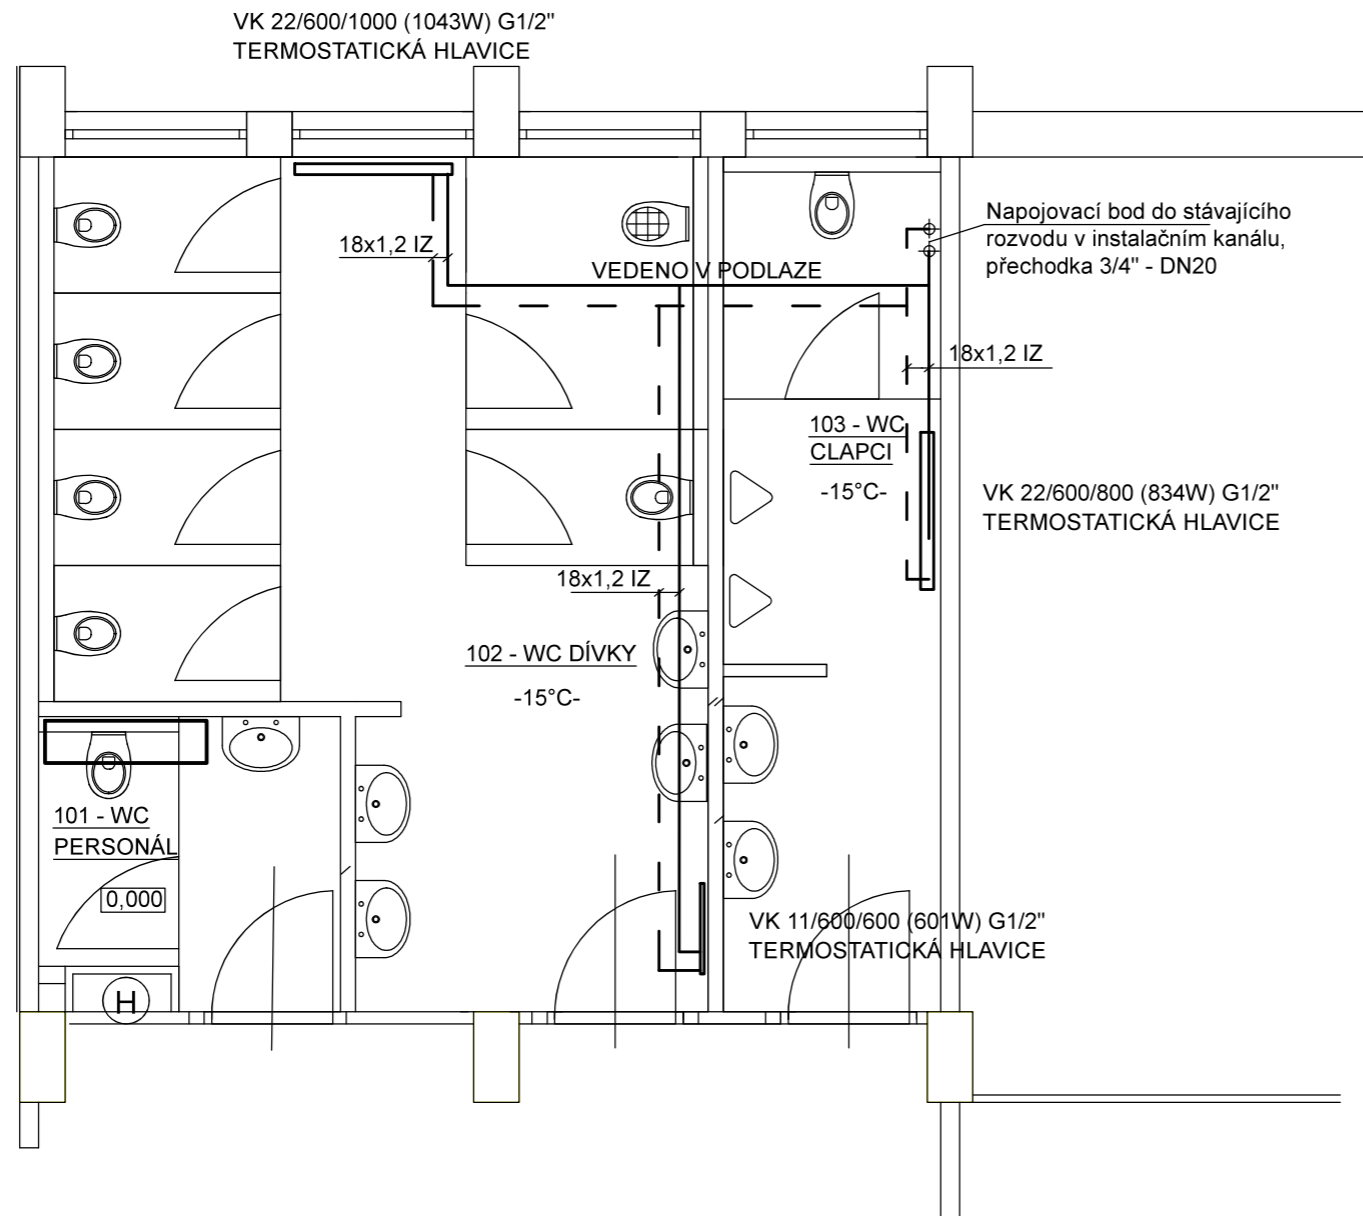 VK 22/600/1000 (1043W) G1/2"
TERMOSTATICKÁ HLAVICE
Napojovací bod do stávajícího
rozvodu v instalačním kanálu,
přechodka 3/4" - DN20
18x1,2 IZ
VEDENO V PODLAZE
18x1,2 IZ
103 - WC
CLAPCI
-15°C-
VK 22/600/800 (834W) G1/2"
TERMOSTATICKÁ HLAVICE
18x1,2 IZ
102 - WC DÍVKY
-15°C-
101 - WC
PERSONÁL
0,000
VK 11/600/600 (601W) G1/2"
TERMOSTATICKÁ HLAVICE
H